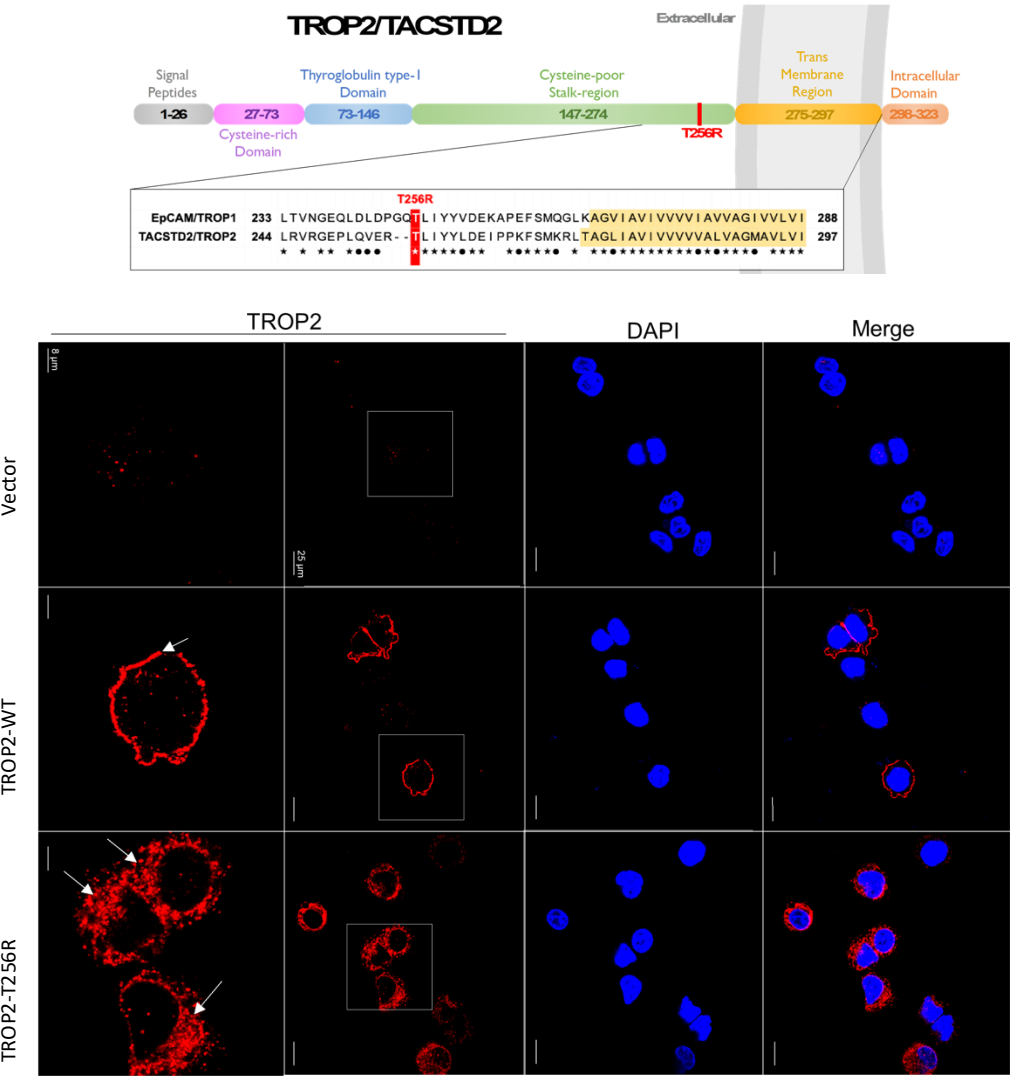 TROP2/TACSTD2
Extracellular
Signal
Peptides
Thyroglobulin type-I
Domain
Cysteine-poor
Stalk-region
Trans
Membrane
Region
Intracellular
Domain
1-26
27-73
73-146
147-274
275-297
298-323
Cysteine-rich
Domain
T256R
T256R
EpCAM/TROP1 233 LTVNGEQLDLDPGQTLIYYVDEKAPEFSMQGLKAGVIAVIVVVVIAVVAGIVVLVI 288
TACSTD2/TROP2 244 LRVRGEPLQVER--TLIYYLDEIPPKFSMKRLTAGLIAVIVVVVVALVAGMAVLVI 297
TROP2
DAPI
Merge
8 µm
25 µm
Vector
TROP2-WT
TROP2-T256R